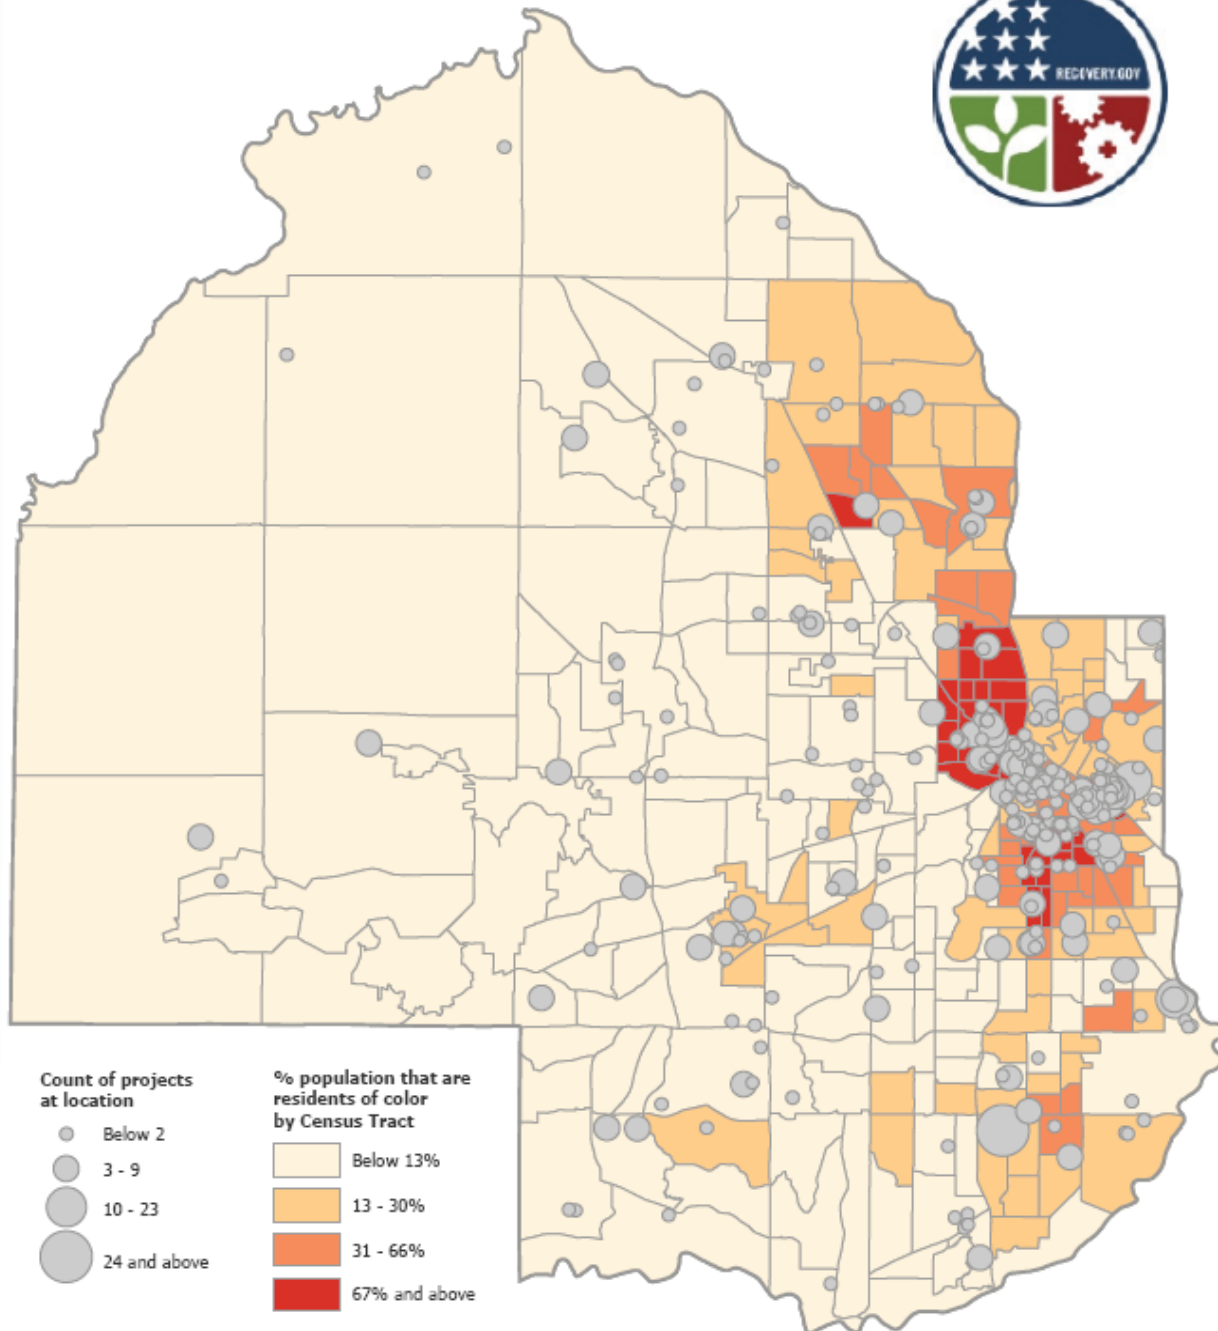 RECOVERY.GOV
Count of projects
at location
Below 2
3 - 9
10 - 23
24 and above
% population that are
residents of color
by Census Tract
Below 13%
13 - 30%
31 - 66%
67% and above